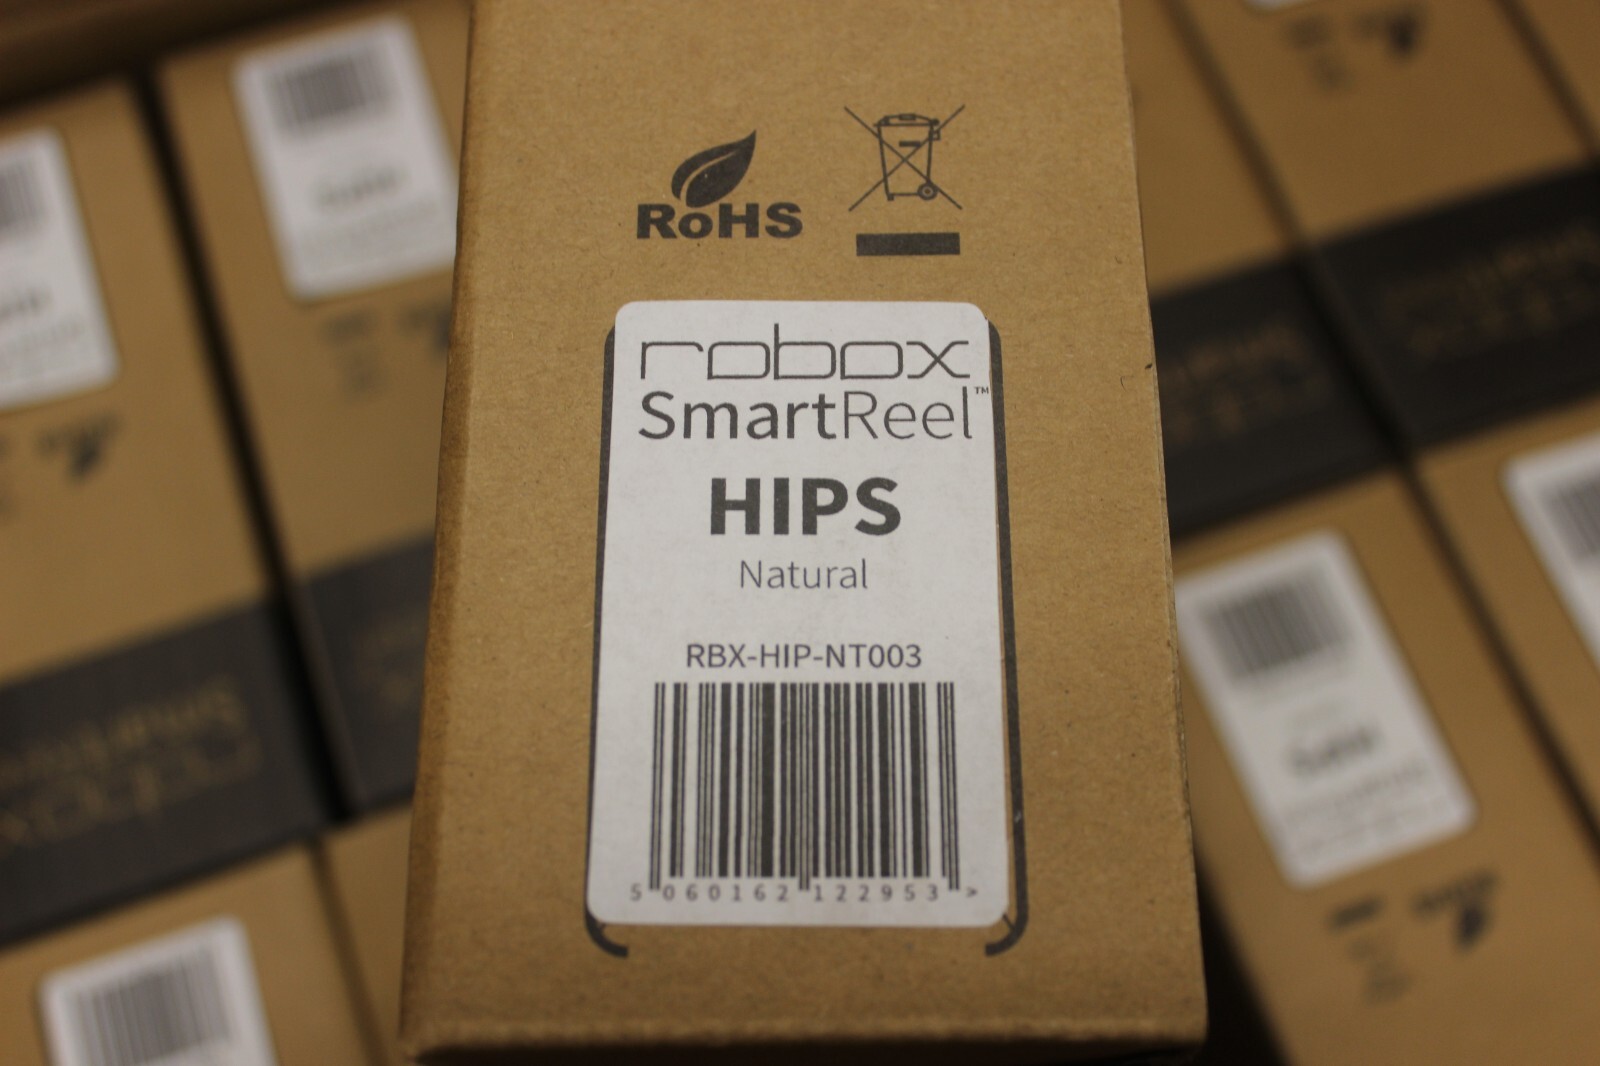 RoHS
robox
SmartReel™
HIPS
Natural
RBX-HIP-NT003
5 060162 122953 >